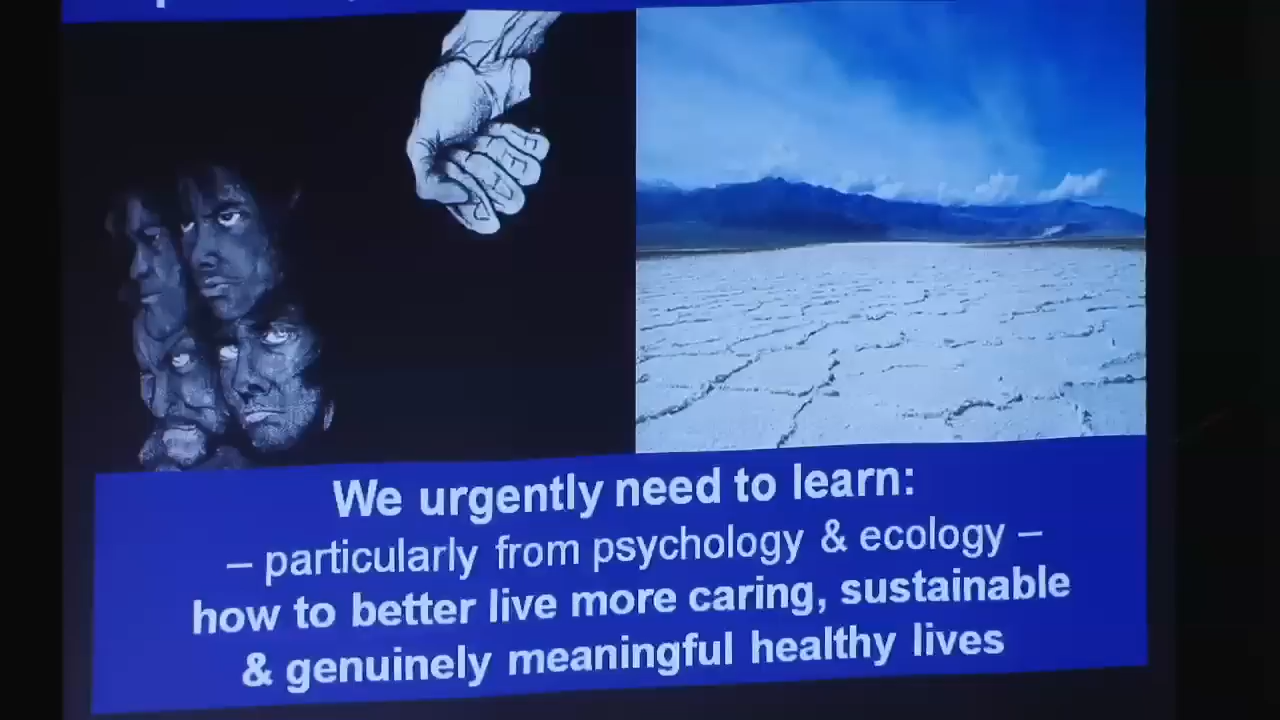 We urgently need to learn:
– particularly from psychology & ecology –
how to better live more caring, sustainable
& genuinely meaningful healthy lives